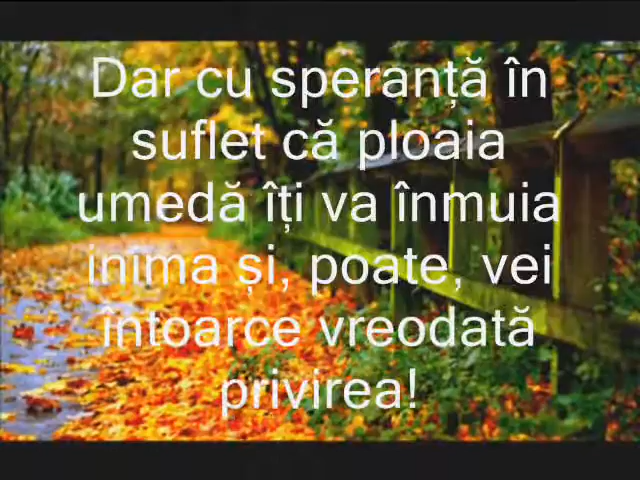 Dar cu speranță în
suflet că ploaia
umedă îți va înmuia
inima și, poate, vei
întoarce vreodată
privirea!